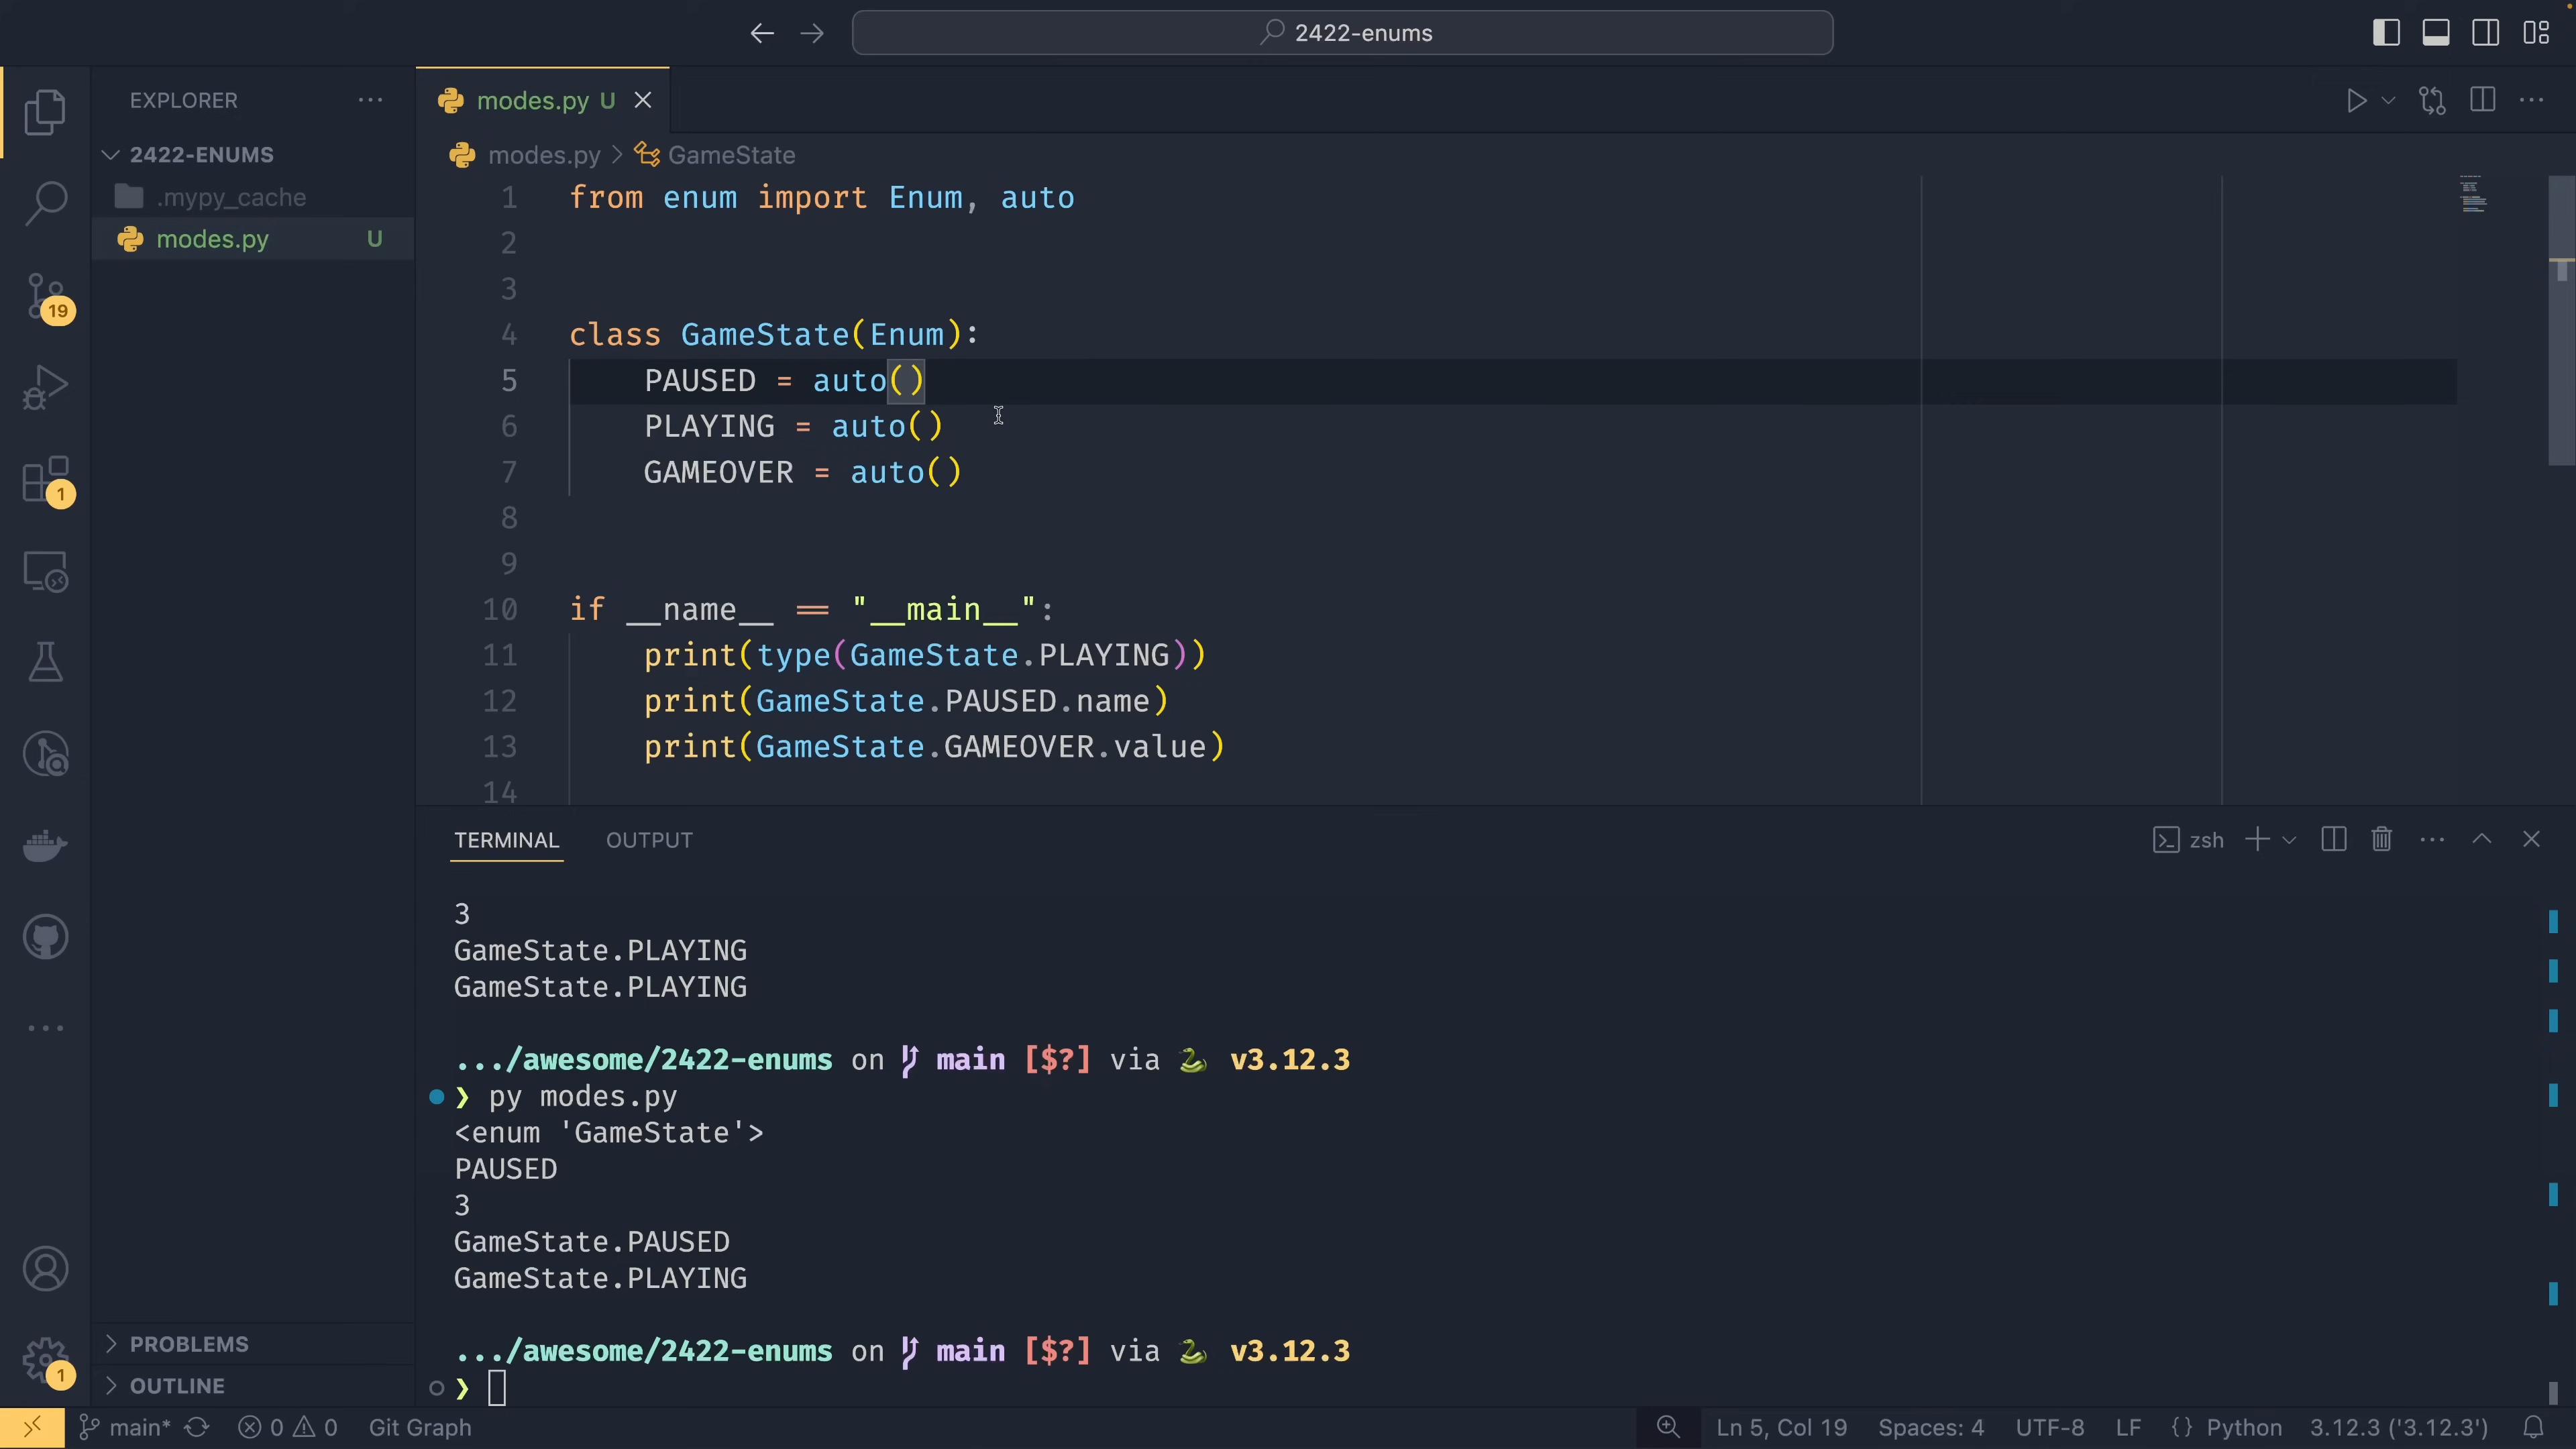 2422-enums
EXPLORER
modes.py U
2422-ENUMS
modes.py > GameState
.mypy_cache
modes.py U
1 from enum import Enum, auto
2
3
4 class GameState(Enum):
5 PAUSED = auto()
6 PLAYING = auto()
7 GAMEOVER = auto()
8
9
10 if __name__ == "__main__":
11 print(type(GameState.PLAYING))
12 print(GameState.PAUSED.name)
13 print(GameState.GAMEOVER.value)
14
19
1
TERMINAL OUTPUT
zsh
3
GameState.PLAYING
GameState.PLAYING
.../awesome/2422-enums on main [$?] via 🐍 v3.12.3
❯ py modes.py
<enum 'GameState'>
PAUSED
3
GameState.PAUSED
GameState.PLAYING
.../awesome/2422-enums on main [$?] via 🐍 v3.12.3
❯
PROBLEMS
OUTLINE
1
main* 0 0 Git Graph
Ln 5, Col 19 Spaces: 4 UTF-8 LF {} Python 3.12.3 ('3.12.3')